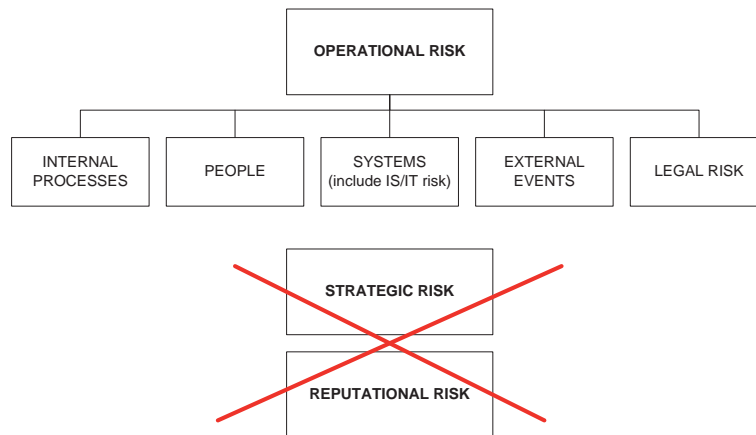 OPERATIONAL RISK
INTERNAL
PROCESSES
PEOPLE
SYSTEMS
(include IS/IT risk)
EXTERNAL
EVENTS
LEGAL RISK
STRATEGIC RISK
REPUTATIONAL RISK